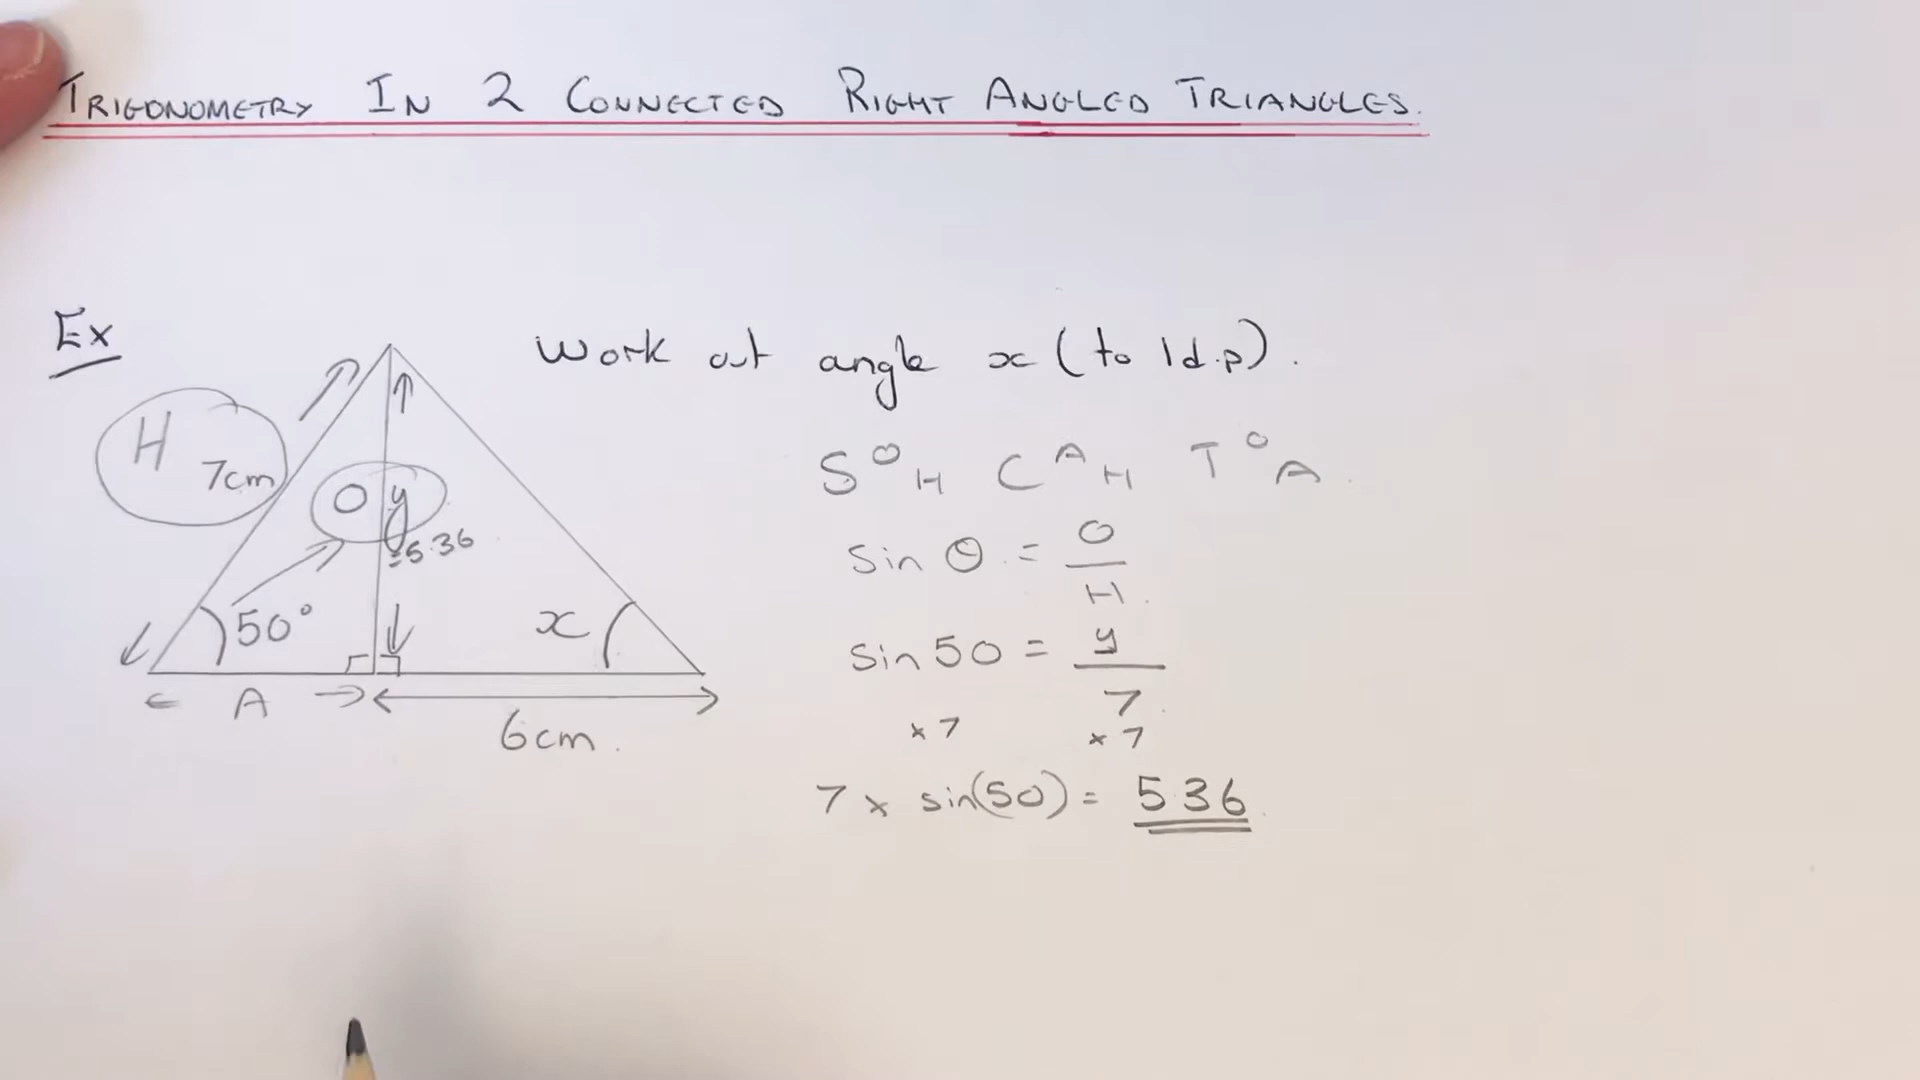 TRIGONOMETRY IN 2 CONNECTED RIGHT ANGLED TRIANGLES.
Ex
Work out angle x (to 1 d.p).
H 7cm
O y
=5.36
50°
x
A
6cm.
S O H C A H T O A
sin θ = O / H
sin 50 = y / 7
× 7 × 7
7 × sin(50) = 5.36